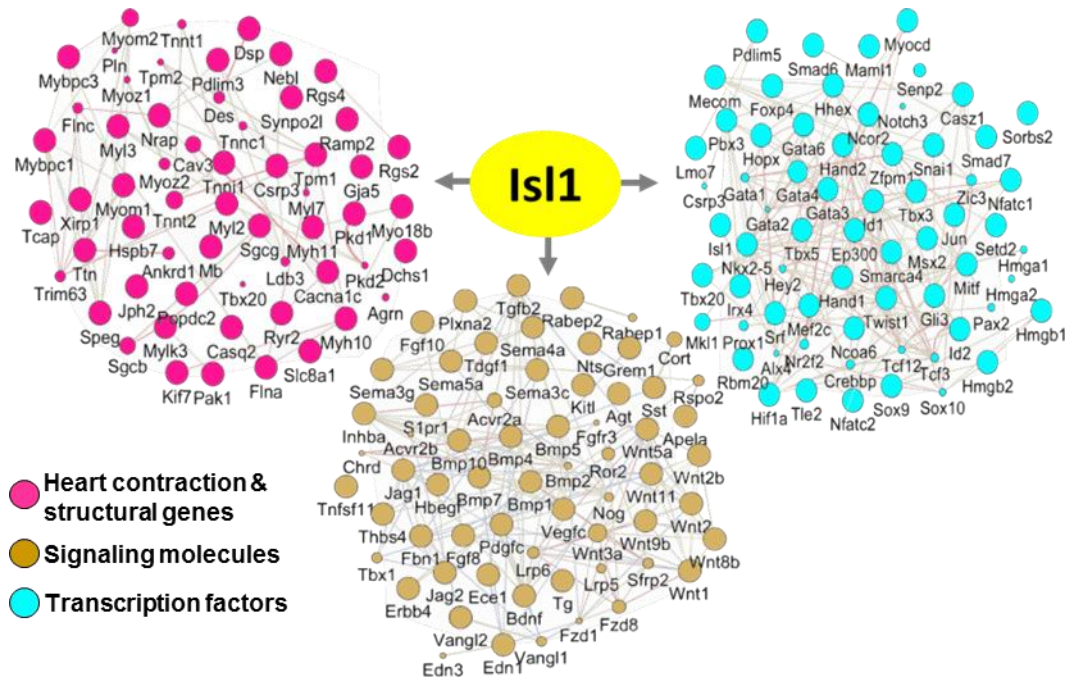 Isl1
Myom2
Tnnt1
Dsp
Mybpc3
Pln
Tpm2
Pdlim3
Nebl
Rgs4
Myoz1
Des
Synpo2l
Flnc
Nrap
Tnnc1
Ramp2
Mybpc1
Myl3
Cav3
Rgs2
Myoz2
Tnni1
Csrp3
Tpm1
Gja5
Tcap
Xirp1
Myom1
Tnnt2
Myl2
Sgcg
Myl7
Myh11
Pkd1
Myo18b
Ttn
Hspb7
Mb
Trim63
Ankrd1
Ldb3
Cacna1c
Pkd2
Dchs1
Speg
Jph2
Popdc2
Tbx20
Agrn
Sgcb
Mylk3
Casq2
Ryr2
Myh10
Kif7
Pak1
Flna
Slc8a1
Pdlim5
Smad6
Maml1
Myocd
Mecom
Foxp4
Hhex
Senp2
Notch3
Casz1
Pbx3
Hopx
Gata6
Ncor2
Sorbs2
Lmo7
Hand2
Zfpm1
Snai1
Smad7
Csrp3
Gata1
Gata4
Zic3
Gata2
Gata3
Id1
Tbx3
Nfatc1
Isl1
Tbx5
Ep300
Jun
Setd2
Nkx2-5
Smarca4
Msx2
Hmga1
Tbx20
Hey2
Mitf
Irx4
Hand1
Hmga2
Mkl1
Prox1
Srf
Mef2c
Twist1
Gli3
Pax2
Hmgb1
Alx4
Nr2f2
Ncoa6
Tcf12
Id2
Rbm20
Crebbp
Tcf3
Hmgb2
Hif1a
Tle2
Nfatc2
Sox9
Sox10
Plxna2
Tgfb2
Rabep2
Rabep1
Fgf10
Sema4a
Cort
Tdgf1
Nts
Grem1
Sema3g
Sema5a
Sema3c
Kitl
Agt
Sst
Rspo2
Inhba
S1pr1
Acvr2a
Fgfr3
Apela
Acvr2b
Bmp5
Wnt5a
Chrd
Bmp10
Bmp4
Ror2
Wnt2b
Tnfsf11
Jag1
Hbegf
Bmp7
Bmp2
Wnt11
Bmp1
Nog
Wnt2
Thbs4
Vegfc
Wnt9b
Fbn1
Fgf8
Pdgfc
Wnt3a
Wnt8b
Tbx1
Lrp6
Lrp5
Sfrp2
Wnt1
Erbb4
Jag2
Ece1
Bdnf
Tg
Fzd8
Vangl2
Fzd1
Edn3
Edn1
Vangl1
Heart contraction &
structural genes
Signaling molecules
Transcription factors